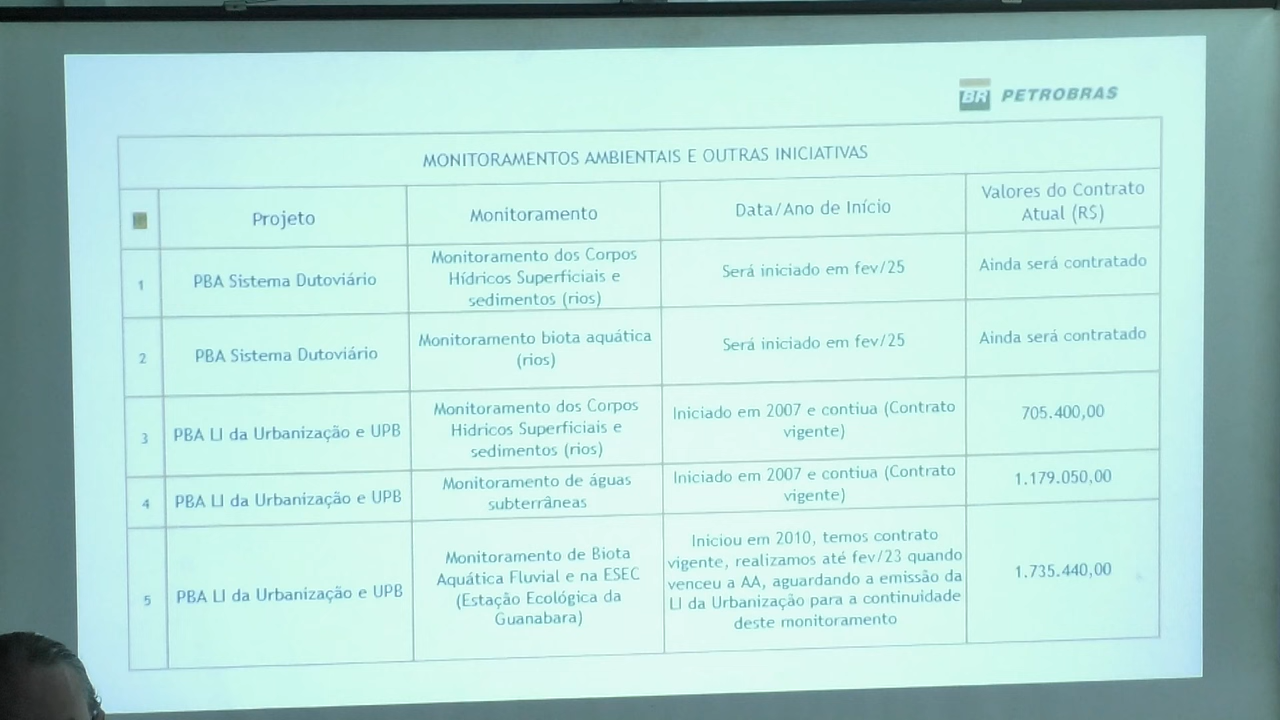 BR PETROBRAS
MONITORAMENTOS AMBIENTAIS E OUTRAS INICIATIVAS
Projeto
Monitoramento
Data/Ano de Início
Valores do Contrato
Atual (R$)
1
PBA Sistema Dutoviário
Monitoramento dos Corpos
Hídricos Superficiais e
sedimentos (rios)
Será iniciado em fev/25
Ainda será contratado
2
PBA Sistema Dutoviário
Monitoramento biota aquática
(rios)
Será iniciado em fev/25
Ainda será contratado
3
PBA LI da Urbanização e UPB
Monitoramento dos Corpos
Hidricos Superficiais e
sedimentos (rios)
Iniciado em 2007 e contiua (Contrato
vigente)
705.400,00
4
PBA LI da Urbanização e UPB
Monitoramento de águas
subterrâneas
Iniciado em 2007 e contiua (Contrato
vigente)
1.179.050,00
5
PBA LI da Urbanização e UPB
Monitoramento de Biota
Aquática Fluvial e na ESEC
(Estação Ecológica da
Guanabara)
Iniciou em 2010, temos contrato
vigente, realizamos até fev/23 quando
venceu a AA, aguardando a emissão da
LI da Urbanização para a continuidade
deste monitoramento
1.735.440,00